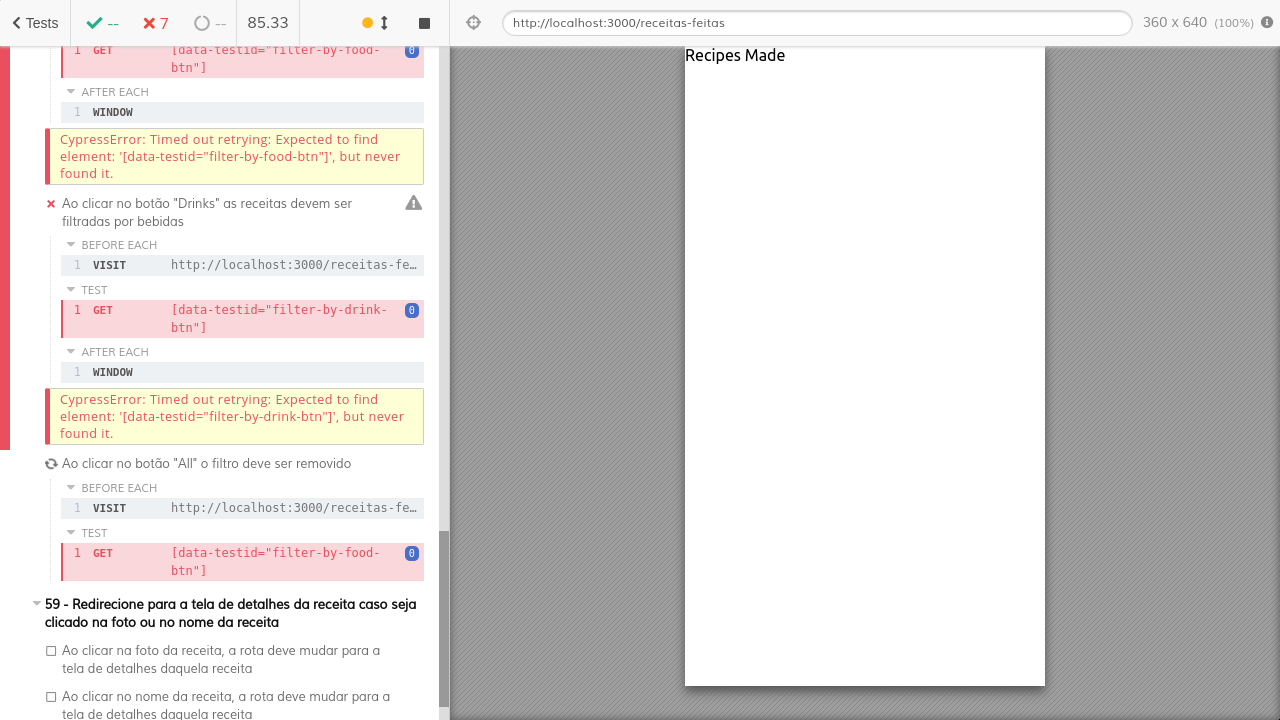 Tests
--
7
--
85.33
http://localhost:3000/receitas-feitas
360 x 640 (100%)
1 GET [data-testid="filter-by-food-
btn"] 0
AFTER EACH
1 WINDOW
CypressError: Timed out retrying: Expected to find
element: '[data-testid="filter-by-food-btn"]', but never
found it.
Ao clicar no botão "Drinks" as receitas devem ser
filtradas por bebidas
BEFORE EACH
1 VISIT http://localhost:3000/receitas-fe…
TEST
1 GET [data-testid="filter-by-drink-
btn"] 0
AFTER EACH
1 WINDOW
CypressError: Timed out retrying: Expected to find
element: '[data-testid="filter-by-drink-btn"]', but never
found it.
Ao clicar no botão "All" o filtro deve ser removido
BEFORE EACH
1 VISIT http://localhost:3000/receitas-fe…
TEST
1 GET [data-testid="filter-by-food-
btn"] 0
59 - Redirecione para a tela de detalhes da receita caso seja
clicado na foto ou no nome da receita
Ao clicar na foto da receita, a rota deve mudar para a
tela de detalhes daquela receita
Ao clicar no nome da receita, a rota deve mudar para a
tela de detalhes daquela receita
Recipes Made